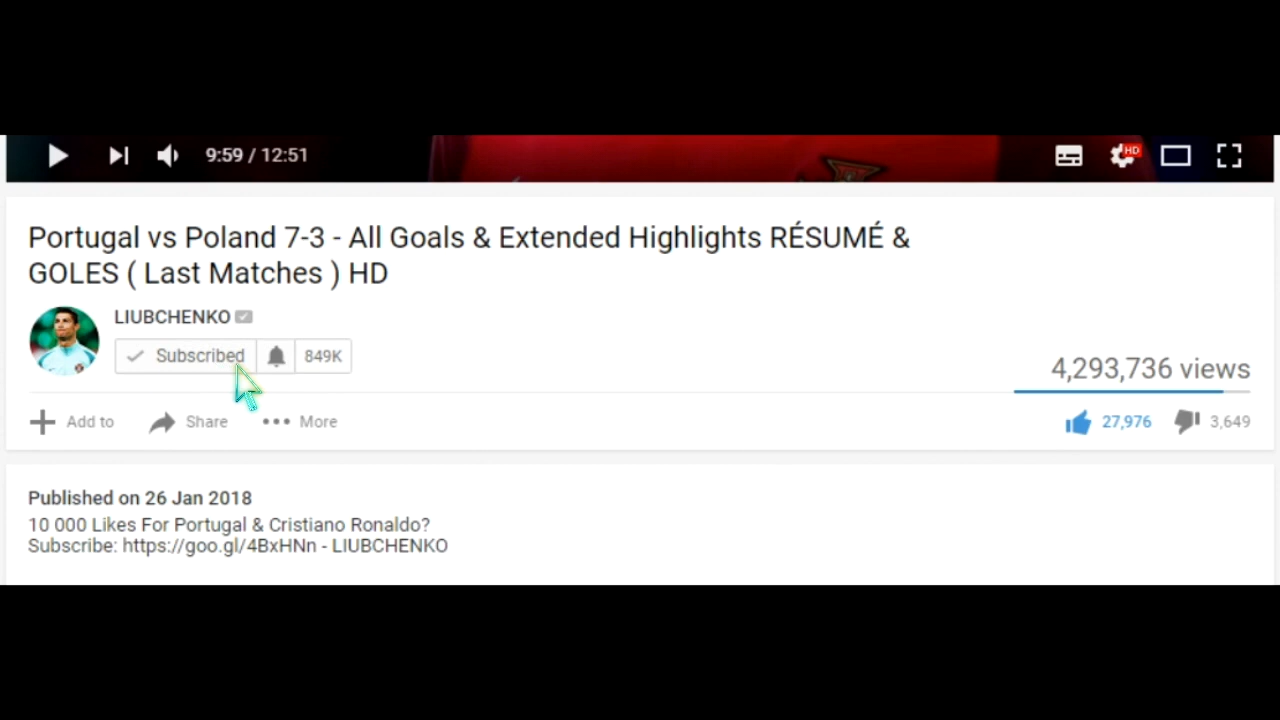 9:59 / 12:51
HD
Portugal vs Poland 7-3 - All Goals & Extended Highlights RÉSUMÉ &
GOLES ( Last Matches ) HD
LIUBCHENKO
Subscribed 849K
4,293,736 views
Add to Share More 27,976 3,649
Published on 26 Jan 2018
10 000 Likes For Portugal & Cristiano Ronaldo?
Subscribe: https://goo.gl/4BxHNn - LIUBCHENKO